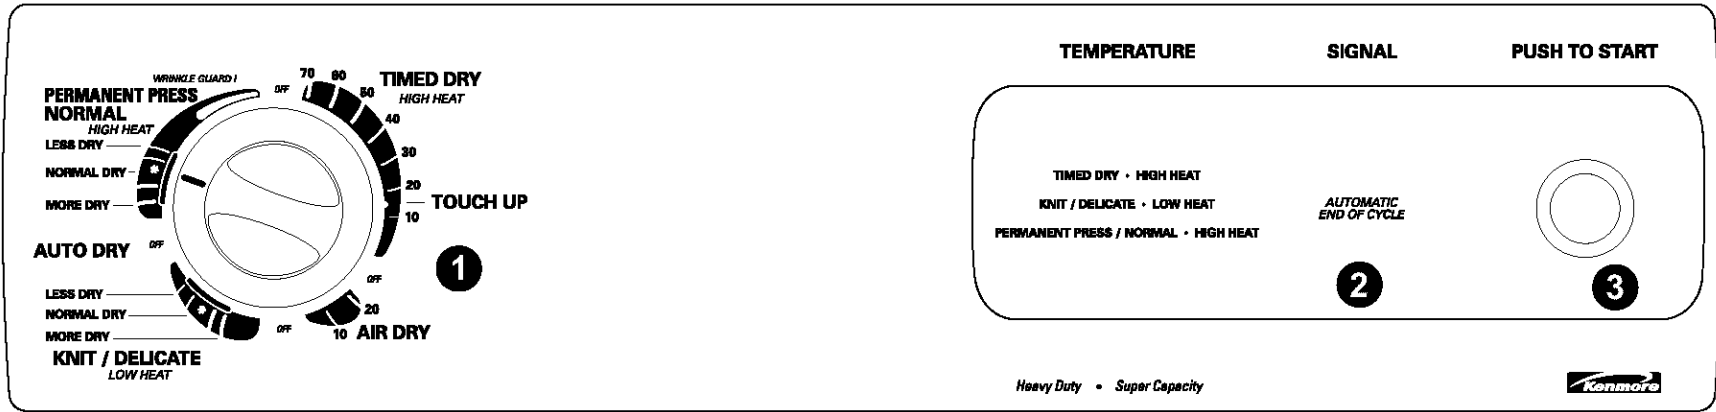 TEMPERATURE
SIGNAL
PUSH TO START
WRINKLE GUARD I
OFF
70
60
50
40
30
20
10
TIMED DRY
HIGH HEAT
PERMANENT PRESS
NORMAL
HIGH HEAT
LESS DRY
NORMAL DRY
*
MORE DRY
TOUCH UP
AUTO DRY
OFF
1
OFF
LESS DRY
NORMAL DRY
*
MORE DRY
KNIT / DELICATE
LOW HEAT
OFF
20
10
AIR DRY
TIMED DRY • HIGH HEAT
KNIT / DELICATE • LOW HEAT
PERMANENT PRESS / NORMAL • HIGH HEAT
AUTOMATIC
END OF CYCLE
2
3
Heavy Duty • Super Capacity
Kenmore